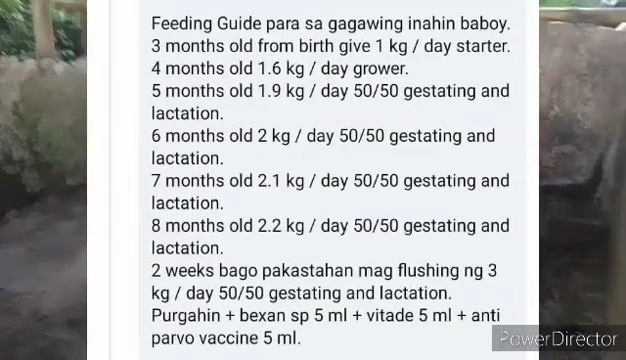 Feeding Guide para sa gagawing inahin baboy.
3 months old from birth give 1 kg / day starter.
4 months old 1.6 kg / day grower.
5 months old 1.9 kg / day 50/50 gestating and
lactation.
6 months old 2 kg / day 50/50 gestating and
lactation.
7 months old 2.1 kg / day 50/50 gestating and
lactation.
8 months old 2.2 kg / day 50/50 gestating and
lactation.
2 weeks bago pakastahan mag flushing ng 3
kg / day 50/50 gestating and lactation.
Purgahin + bexan sp 5 ml + vitade 5 ml + anti
parvo vaccine 5 ml.
PowerDirector